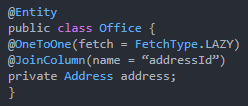 @Entity
public class Office {
@OneToOne(fetch = FetchType.LAZY)
@JoinColumn(name = “addressId”)
private Address address;
}